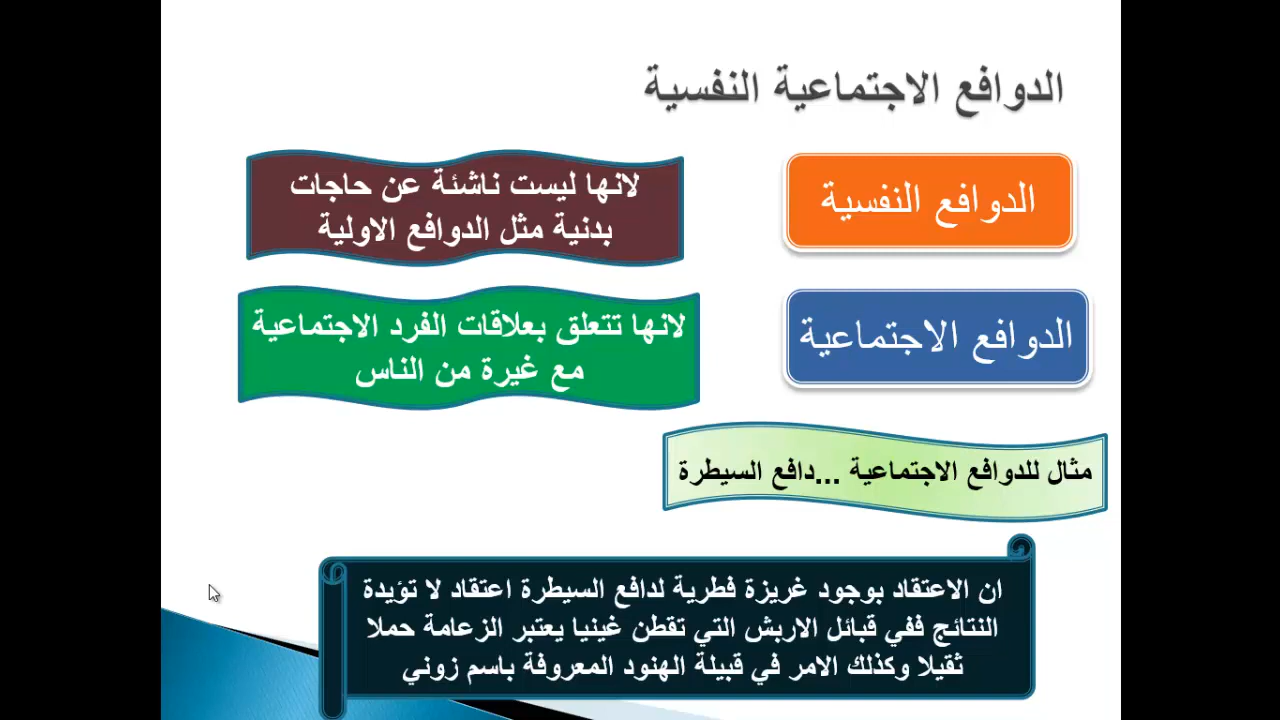 الدوافع الاجتماعية النفسية
الدوافع النفسية
لانها ليست ناشئة عن حاجات
بدنية مثل الدوافع الاولية
الدوافع الاجتماعية
لانها تتعلق بعلاقات الفرد الاجتماعية
مع غيرة من الناس
مثال للدوافع الاجتماعية ...دافع السيطرة
ان الاعتقاد بوجود غريزة فطرية لدافع السيطرة اعتقاد لا تؤيدة
النتائج ففي قبائل الاربش التي تقطن غينيا يعتبر الزعامة حملا
ثقيلا وكذلك الامر في قبيلة الهنود المعروفة باسم زوني